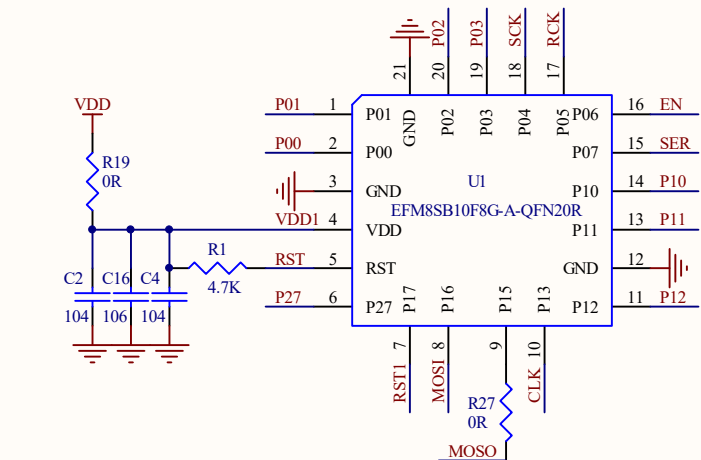 P02
P03
SCK
RCK
21
20
19
18
17
P01
1
P01
GND
P02
P03
P04
P05
P06
16
EN
VDD
P00
2
P00
P07
15
SER
R19
0R
3
GND
U1
P10
14
P10
EFM8SB10F8G-A-QFN20R
VDD1
4
VDD
P11
13
P11
R1
RST
5
RST
GND
12
C2
C16
C4
4.7K
P27
6
P27
P17
P16
P15
P13
P12
11
P12
104
106
104
7
8
9
10
RST1
MOSI
CLK
R27
0R
MOSO